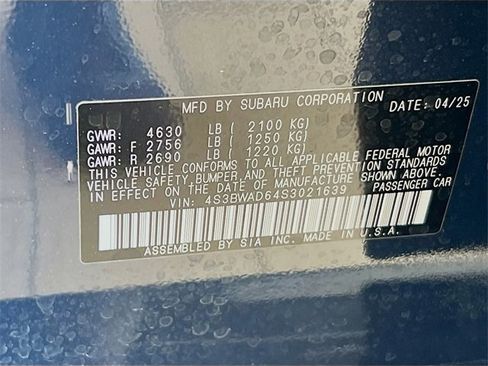 MFD BY SUBARU CORPORATION DATE: 04/25
GVWR: 4630 LB ( 2100 KG)
GAWR: F 2756 LB ( 1250 KG)
GAWR: R 2690 LB ( 1220 KG)
THIS VEHICLE CONFORMS TO ALL APPLICABLE FEDERAL MOTOR
VEHICLE SAFETY, BUMPER, AND THEFT PREVENTION STANDARDS
IN EFFECT ON THE DATE OF MANUFACTURE SHOWN ABOVE.
VIN: 4S3BWAD64S3021639 PASSENGER CAR
ASSEMBLED BY SIA INC. MADE IN U.S.A.